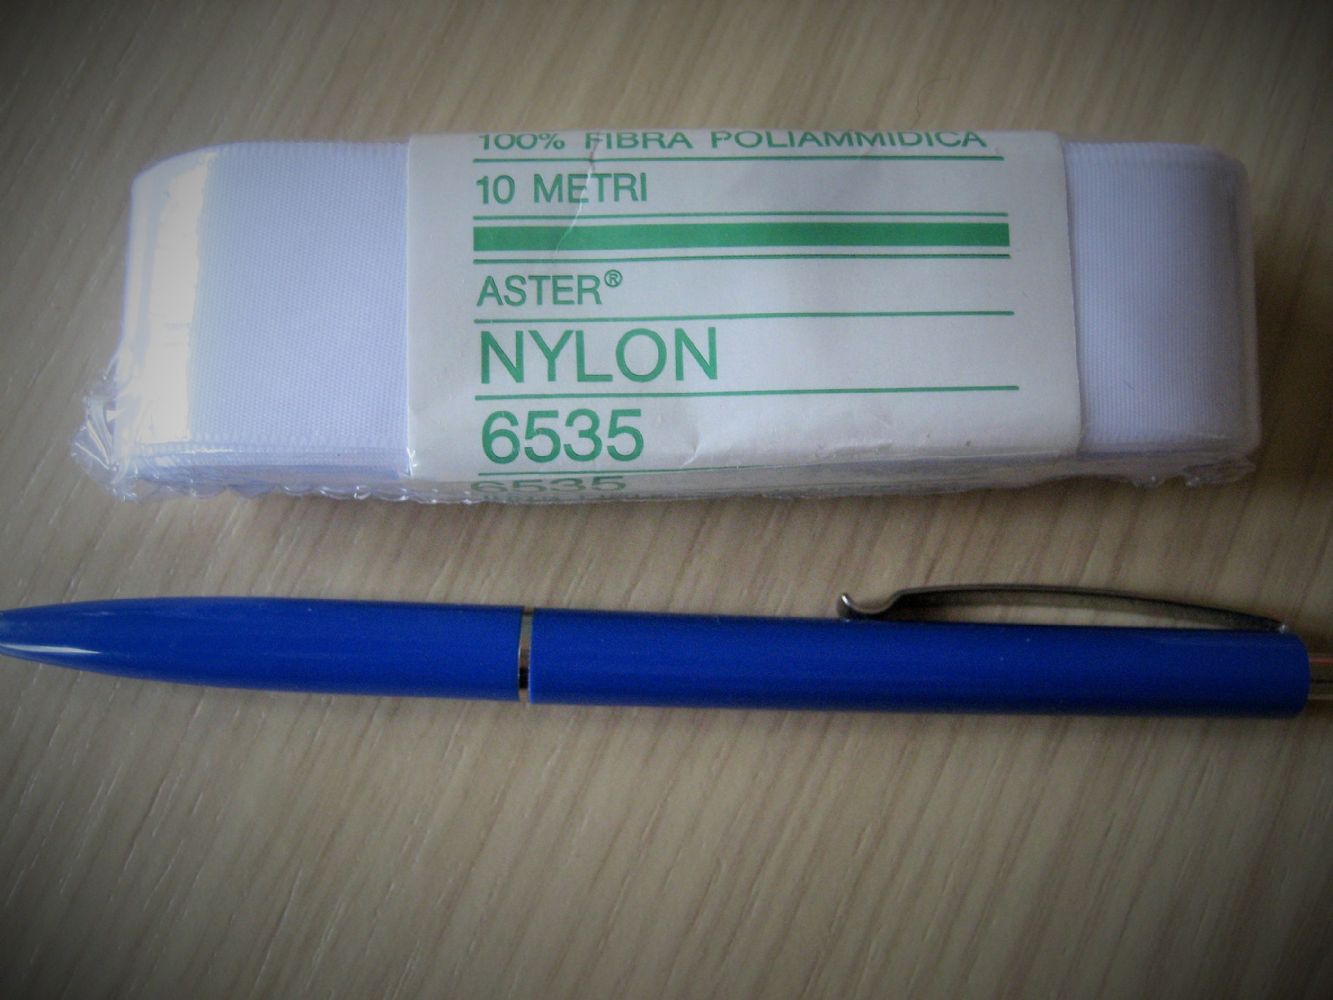 100% FIBRA POLIAMMIDICA
10 METRI
ASTER®
NYLON
6535
6535